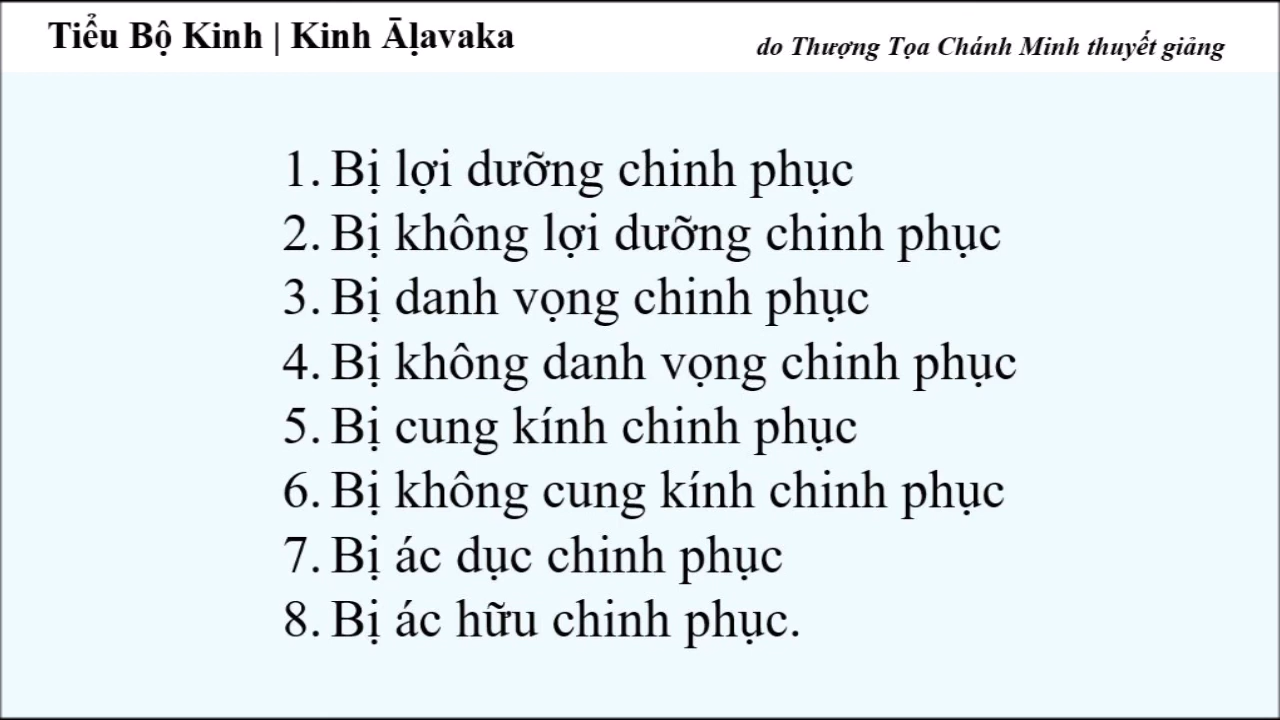 Tiểu Bộ Kinh | Kinh Āḷavaka
do Thượng Tọa Chánh Minh thuyết giảng
1. Bị lợi dưỡng chinh phục
2. Bị không lợi dưỡng chinh phục
3. Bị danh vọng chinh phục
4. Bị không danh vọng chinh phục
5. Bị cung kính chinh phục
6. Bị không cung kính chinh phục
7. Bị ác dục chinh phục
8. Bị ác hữu chinh phục.